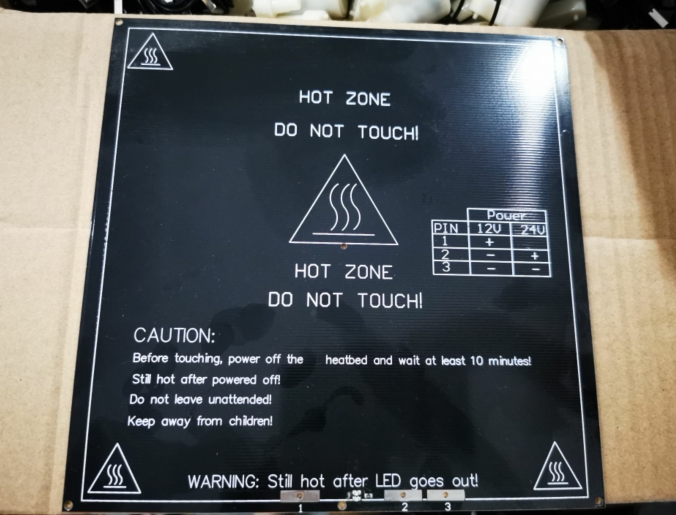 HOT ZONE
DO NOT TOUCH!
Power
PIN 12V 24V
1 +
2 - +
3 - -
HOT ZONE
DO NOT TOUCH!
CAUTION:
Before touching, power off the heatbed and wait at least 10 minutes!
Still hot after powered off!
Do not leave unattended!
Keep away from children!
WARNING: Still hot after LED goes out!
1 2 3